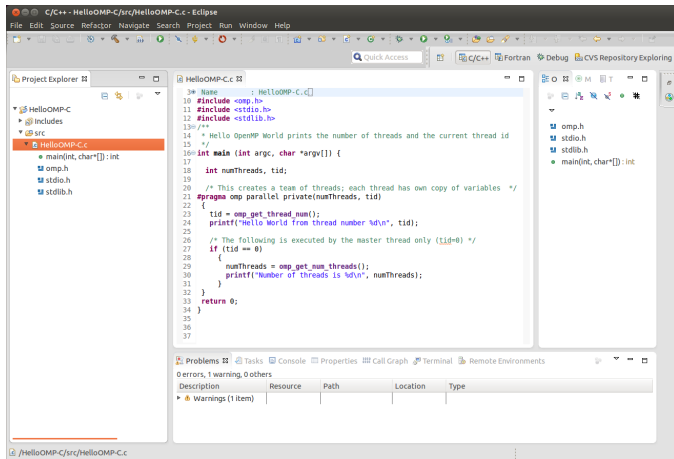 C/C++ - HelloOMP-C/src/HelloOMP-C.c - Eclipse
File Edit Source Refactor Navigate Search Project Run Window Help
Quick Access C/C++ Fortran Debug CVS Repository Exploring
Project Explorer
HelloOMP-C
Includes
src
HelloOMP-C.c
main(int, char*[]) : int
omp.h
stdio.h
stdlib.h
HelloOMP-C.c
3 Name : HelloOMP-C.c
10 #include <omp.h>
11 #include <stdio.h>
12 #include <stdlib.h>
13 /**
14 * Hello OpenMP World prints the number of threads and the current thread id
15 */
16 int main (int argc, char *argv[]) {
17
18 int numThreads, tid;
19
20 /* This creates a team of threads; each thread has own copy of variables */
21 #pragma omp parallel private(numThreads, tid)
22 {
23 tid = omp_get_thread_num();
24 printf("Hello World from thread number %d\n", tid);
25
26 /* The following is executed by the master thread only (tid=0) */
27 if (tid == 0)
28 {
29 numThreads = omp_get_num_threads();
30 printf("Number of threads is %d\n", numThreads);
31 }
32 }
33 return 0;
34 }
35
36
37
O M T
omp.h
stdio.h
stdlib.h
main(int, char*[]) : int
Problems Tasks Console Properties Call Graph Terminal Remote Environments
0 errors, 1 warning, 0 others
Description Resource Path Location Type
Warnings (1 item)
/HelloOMP-C/src/HelloOMP-C.c